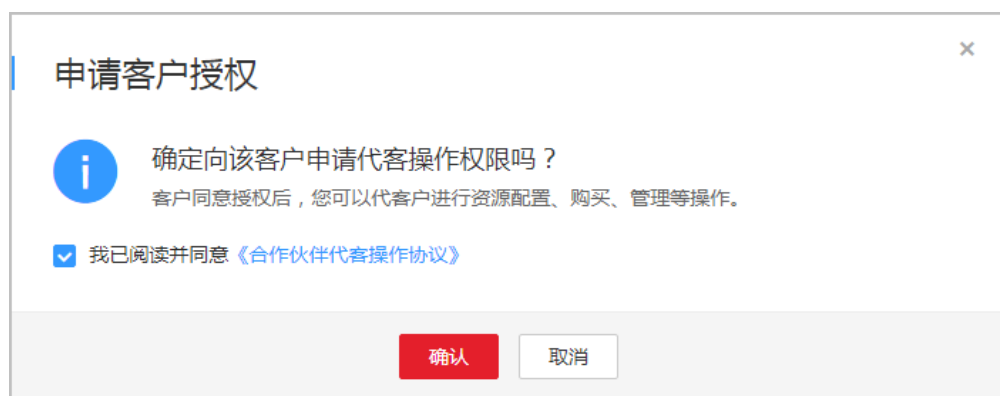 申请客户授权
确定向该客户申请代客操作权限吗？
客户同意授权后，您可以代客户进行资源配置、购买、管理等操作。
我已阅读并同意《合作伙伴代客操作协议》
确认
取消